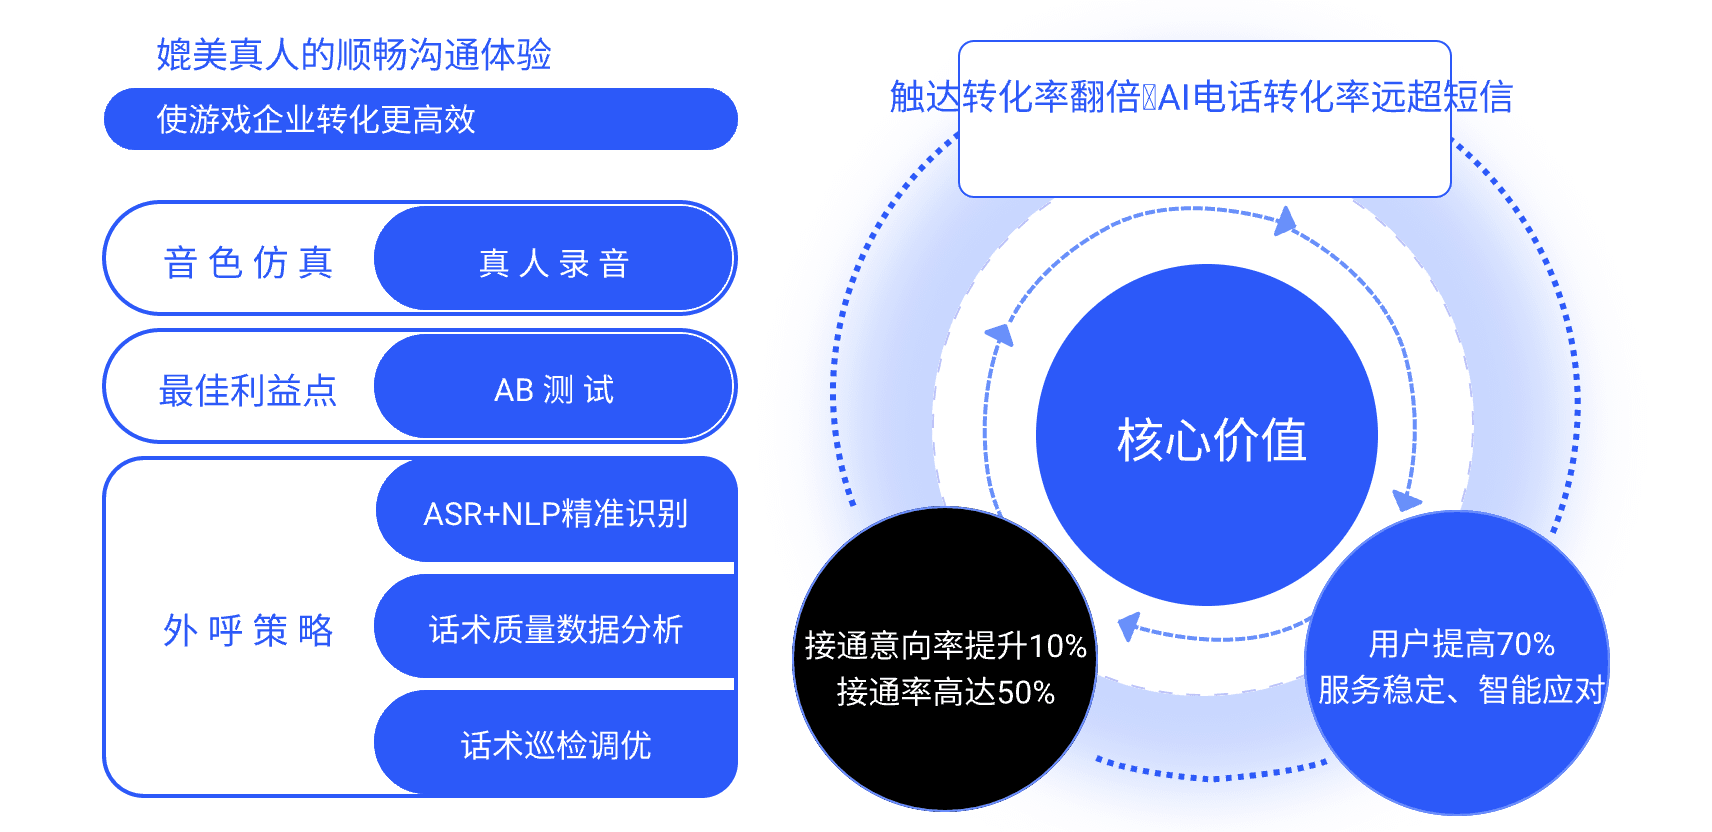 媲美真人的顺畅沟通体验
使游戏企业转化更高效
音色仿真
真人录音
最佳利益点
AB 测试
外呼策略
ASR+NLP精准识别
话术质量数据分析
话术巡检调优
触达转化率翻倍AI电话转化率远超短信
核心价值
接通意向率提升10%
接通率高达50%
用户提高70%
服务稳定、智能应对